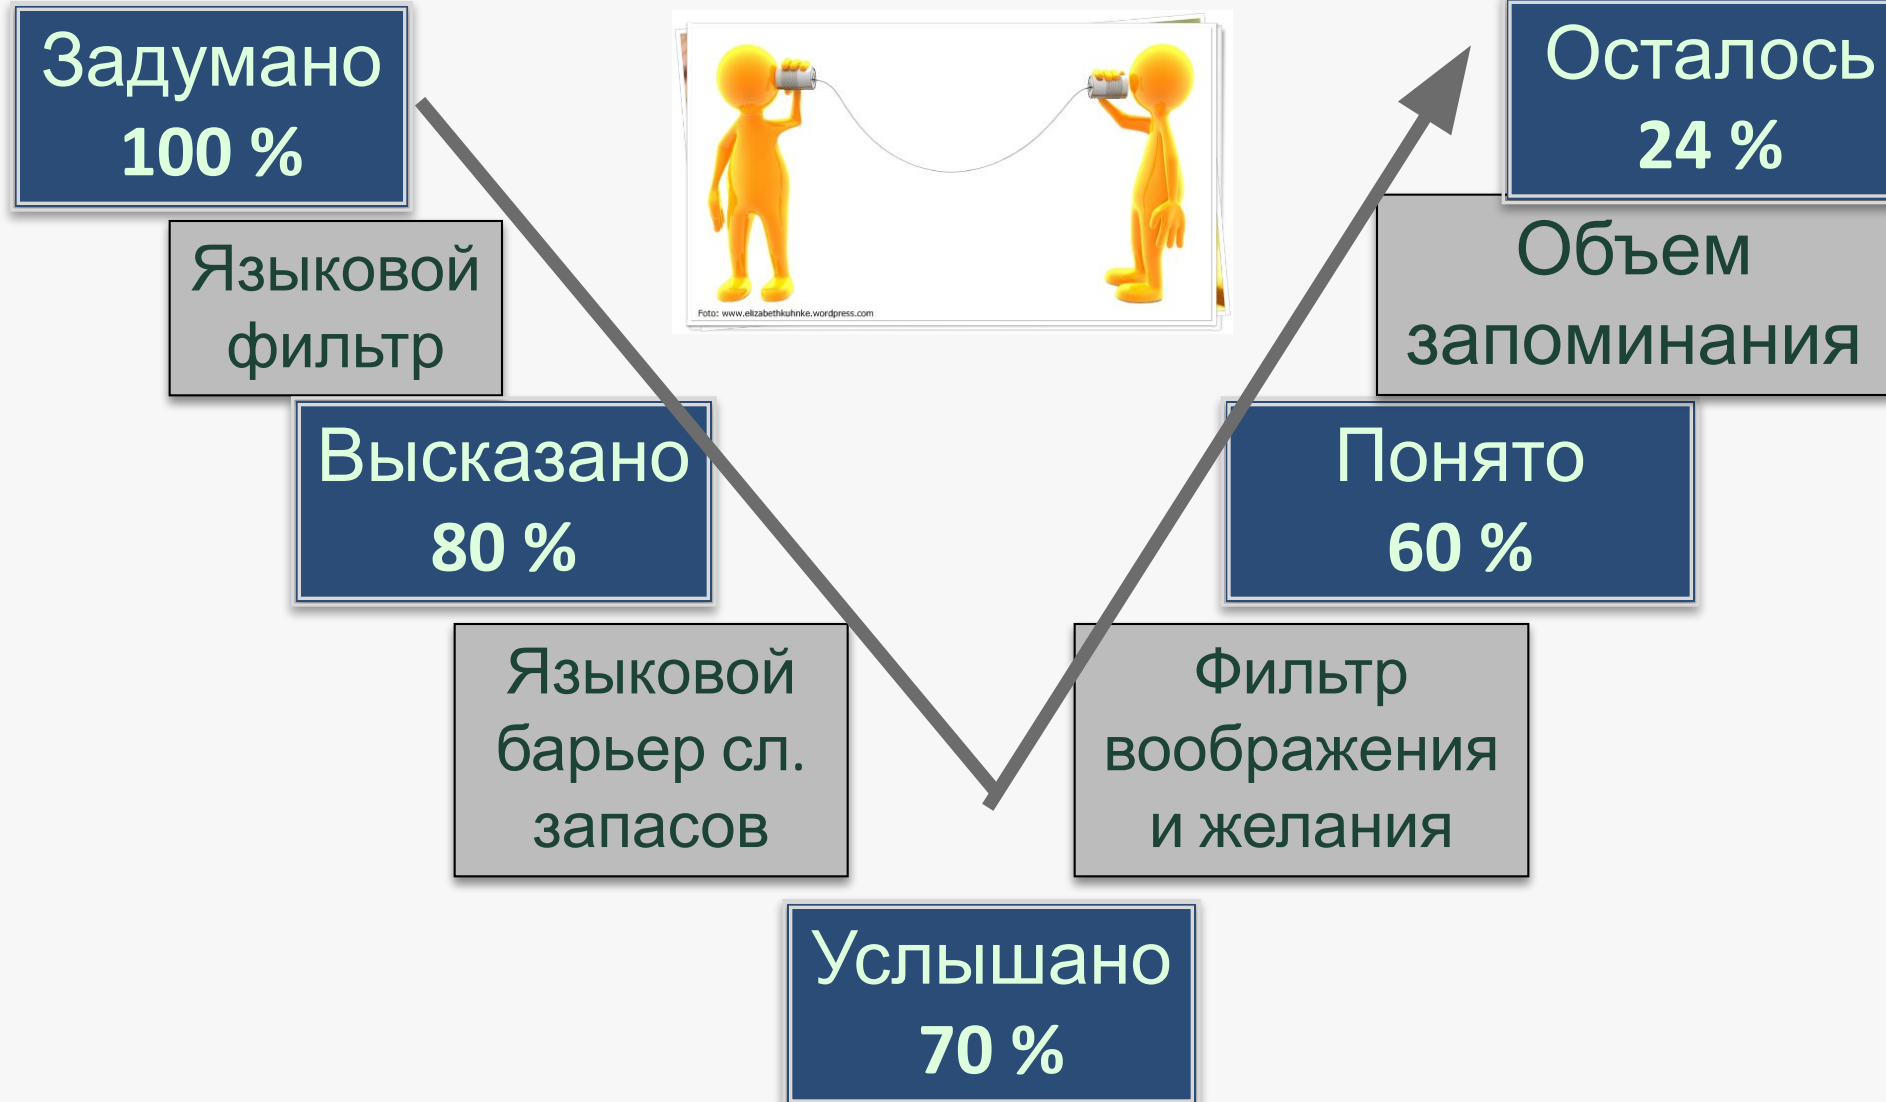 Задумано
100 %
Языковой
фильтр
Высказано
80 %
Языковой
барьер сл.
запасов
Услышано
70 %
Фильтр
воображения
и желания
Понято
60 %
Объем
запоминания
Осталось
24 %
Foto: www.elizabethkuhnke.wordpress.com